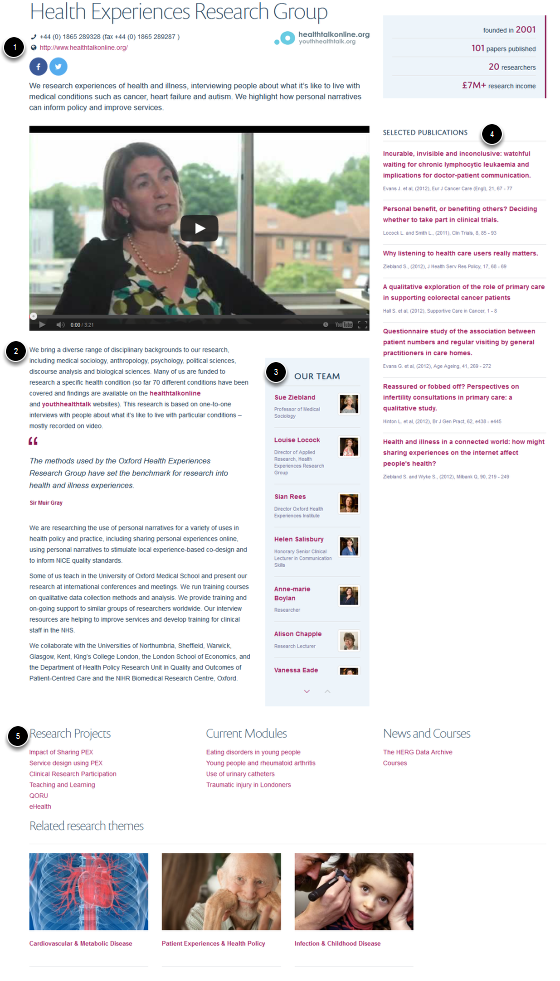 Health Experiences Research Group
1
+44 (0) 1865 289328 (fax +44 (0) 1865 289287 )
http://www.healthtalkonline.org/
healthtalkonline.org
youthhealthtalk.org
We research experiences of health and illness, interviewing people about what it's like to live with
medical conditions such as cancer, heart failure and autism. We highlight how personal narratives
can inform policy and improve services.
founded in 2001
101 papers published
20 researchers
£7M+ research income
0:00 / 3:21
YouTube
2
We bring a diverse range of disciplinary backgrounds to our research,
including medical sociology, anthropology, psychology, political sciences,
discourse analysis and biological sciences. Many of us are funded to
research a specific health condition (so far 70 different conditions have been
covered and findings are available on the healthtalkonline
and youthhealthtalk websites). This research is based on one-to-one
interviews with people about what it's like to live with particular conditions –
mostly recorded on video.
“
The methods used by the Oxford Health Experiences
Research Group have set the benchmark for research into
health and illness experiences.
Sir Muir Gray
We are researching the use of personal narratives for a variety of uses in
health policy and practice, including sharing personal experiences online,
using personal narratives to stimulate local experience-based co-design and
to inform NICE quality standards.
Some of us teach in the University of Oxford Medical School and present our
research at international conferences and meetings. We run training courses
on qualitative data collection methods and analysis. We provide training and
on-going support to similar groups of researchers worldwide. Our interview
resources are helping to improve services and develop training for clinical
staff in the NHS.
We collaborate with the Universities of Northumbria, Sheffield, Warwick,
Glasgow, Kent, King's College London, the London School of Economics, and
the Department of Health Policy Research Unit in Quality and Outcomes of
Patient-Centred Care and the NIHR Biomedical Research Centre, Oxford.
3
OUR TEAM
Sue Ziebland
Professor of Medical
Sociology
Louise Locock
Director of Applied
Research, Health
Experiences Research
Group
Sian Rees
Director Oxford Health
Experiences Institute
Helen Salisbury
Honorary Senior Clinical
Lecturer in Communication
Skills
Anne-marie
Boylan
Researcher
Alison Chapple
Research Lecturer
Vanessa Eade
SELECTED PUBLICATIONS
4
Incurable, invisible and inconclusive: watchful
waiting for chronic lymphocytic leukaemia and
implications for doctor-patient communication.
Evans J. et al, (2012), Eur J Cancer Care (Engl), 21, 67 - 77
Personal benefit, or benefiting others? Deciding
whether to take part in clinical trials.
Locock L. and Smith L., (2011), Clin Trials, 8, 85 - 93
Why listening to health care users really matters.
Ziebland S., (2012), J Health Serv Res Policy, 17, 68 - 69
A qualitative exploration of the role of primary care
in supporting colorectal cancer patients
Hall S. et al, (2012), Supportive Care in Cancer, 1 - 8
Questionnaire study of the association between
patient numbers and regular visiting by general
practitioners in care homes.
Evans G. et al, (2012), Age Ageing, 41, 269 - 272
Reassured or fobbed off? Perspectives on
infertility consultations in primary care: a
qualitative study.
Hinton L. et al, (2012), Br J Gen Pract, 62, e438 - e445
Health and illness in a connected world: how might
sharing experiences on the internet affect
people's health?
Ziebland S. and Wyke S., (2012), Milbank Q, 90, 219 - 249
5
Research Projects
Impact of Sharing PEX
Service design using PEX
Clinical Research Participation
Teaching and Learning
QORU
eHealth
Current Modules
Eating disorders in young people
Young people and rheumatoid arthritis
Use of urinary catheters
Traumatic injury in Londoners
News and Courses
The HERG Data Archive
Courses
Related research themes
Cardiovascular & Metabolic Disease
Patient Experiences & Health Policy
Infection & Childhood Disease